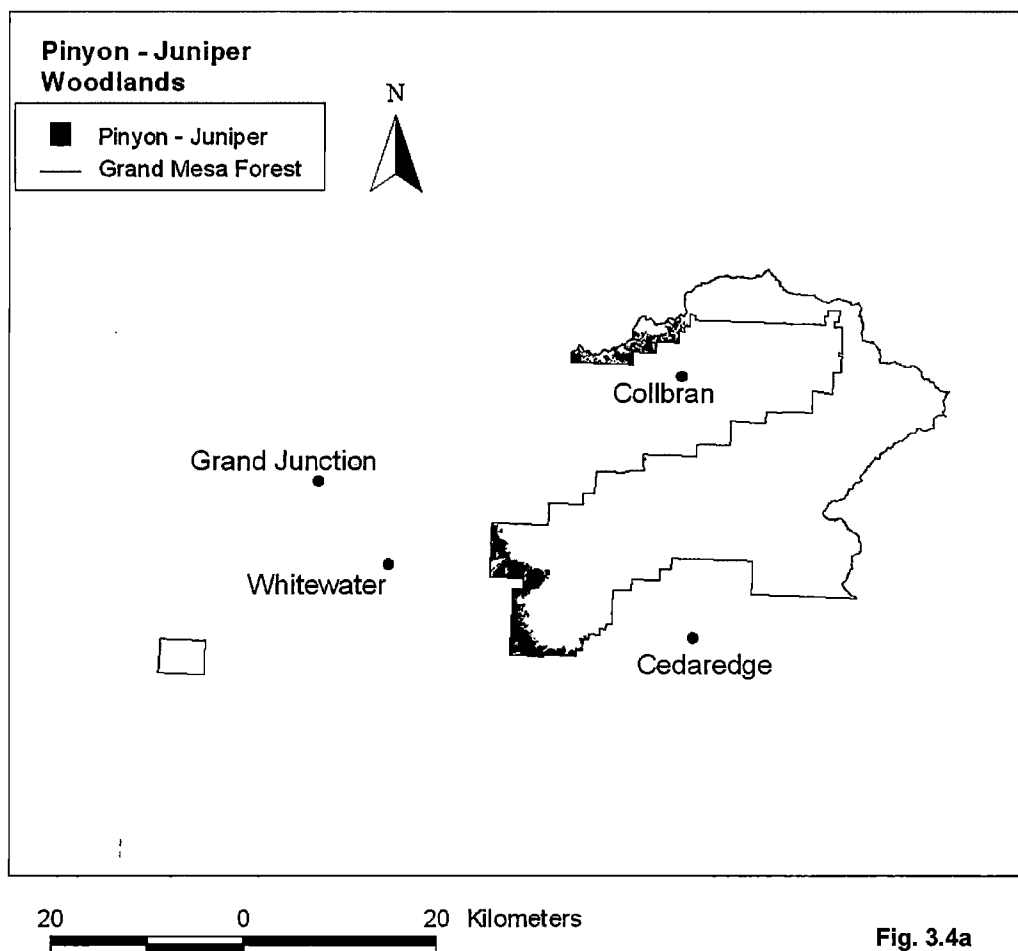 Pinyon - Juniper
Woodlands
Pinyon - Juniper
Grand Mesa Forest
N
Collbran
Grand Junction
Whitewater
Cedaredge
20 0 20 Kilometers
Fig. 3.4a